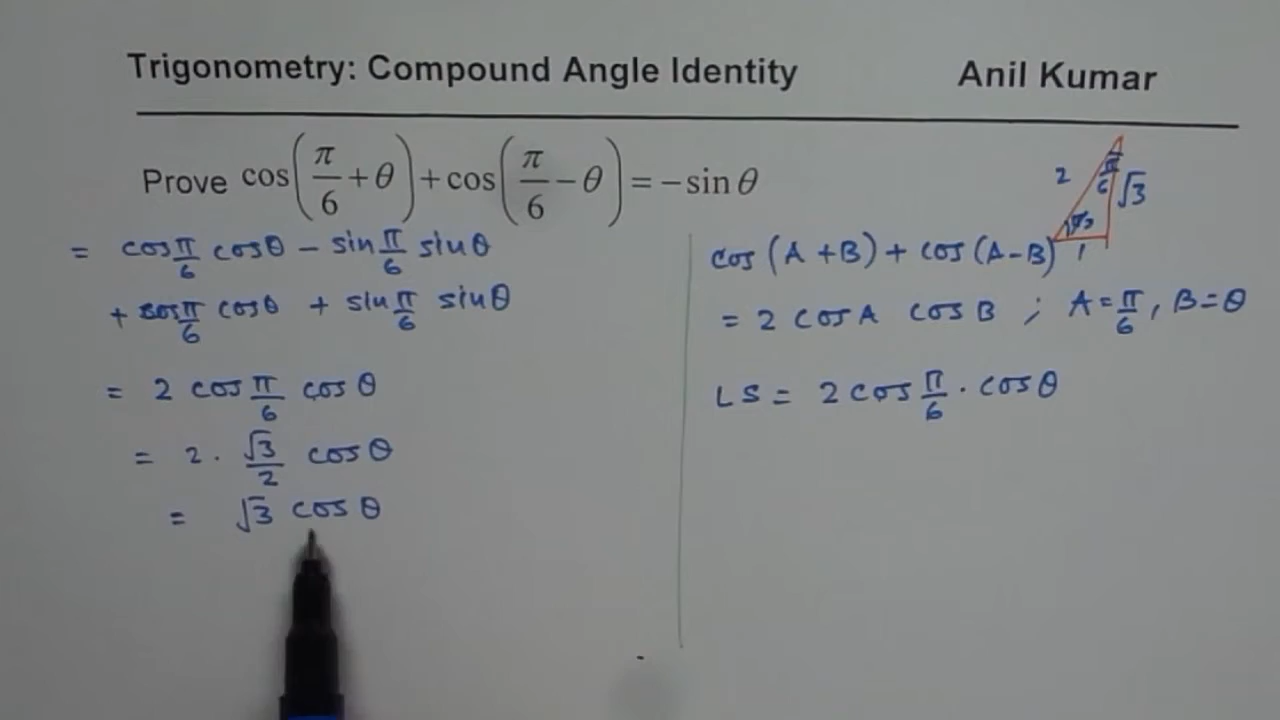 Trigonometry: Compound Angle Identity Anil Kumar
Prove cos(π/6 + θ) + cos(π/6 − θ) = − sin θ
2 π/6 √3
π/3
1
= cos π/6 cos θ − sin π/6 sin θ
+ cos π/6 cos θ + sin π/6 sin θ
= 2 cos π/6 cos θ
= 2 . √3/2 cos θ
= √3 cos θ
cos (A + B) + cos (A − B)
= 2 cos A cos B ; A = π/6 , B = θ
LS = 2 cos π/6 . cos θ